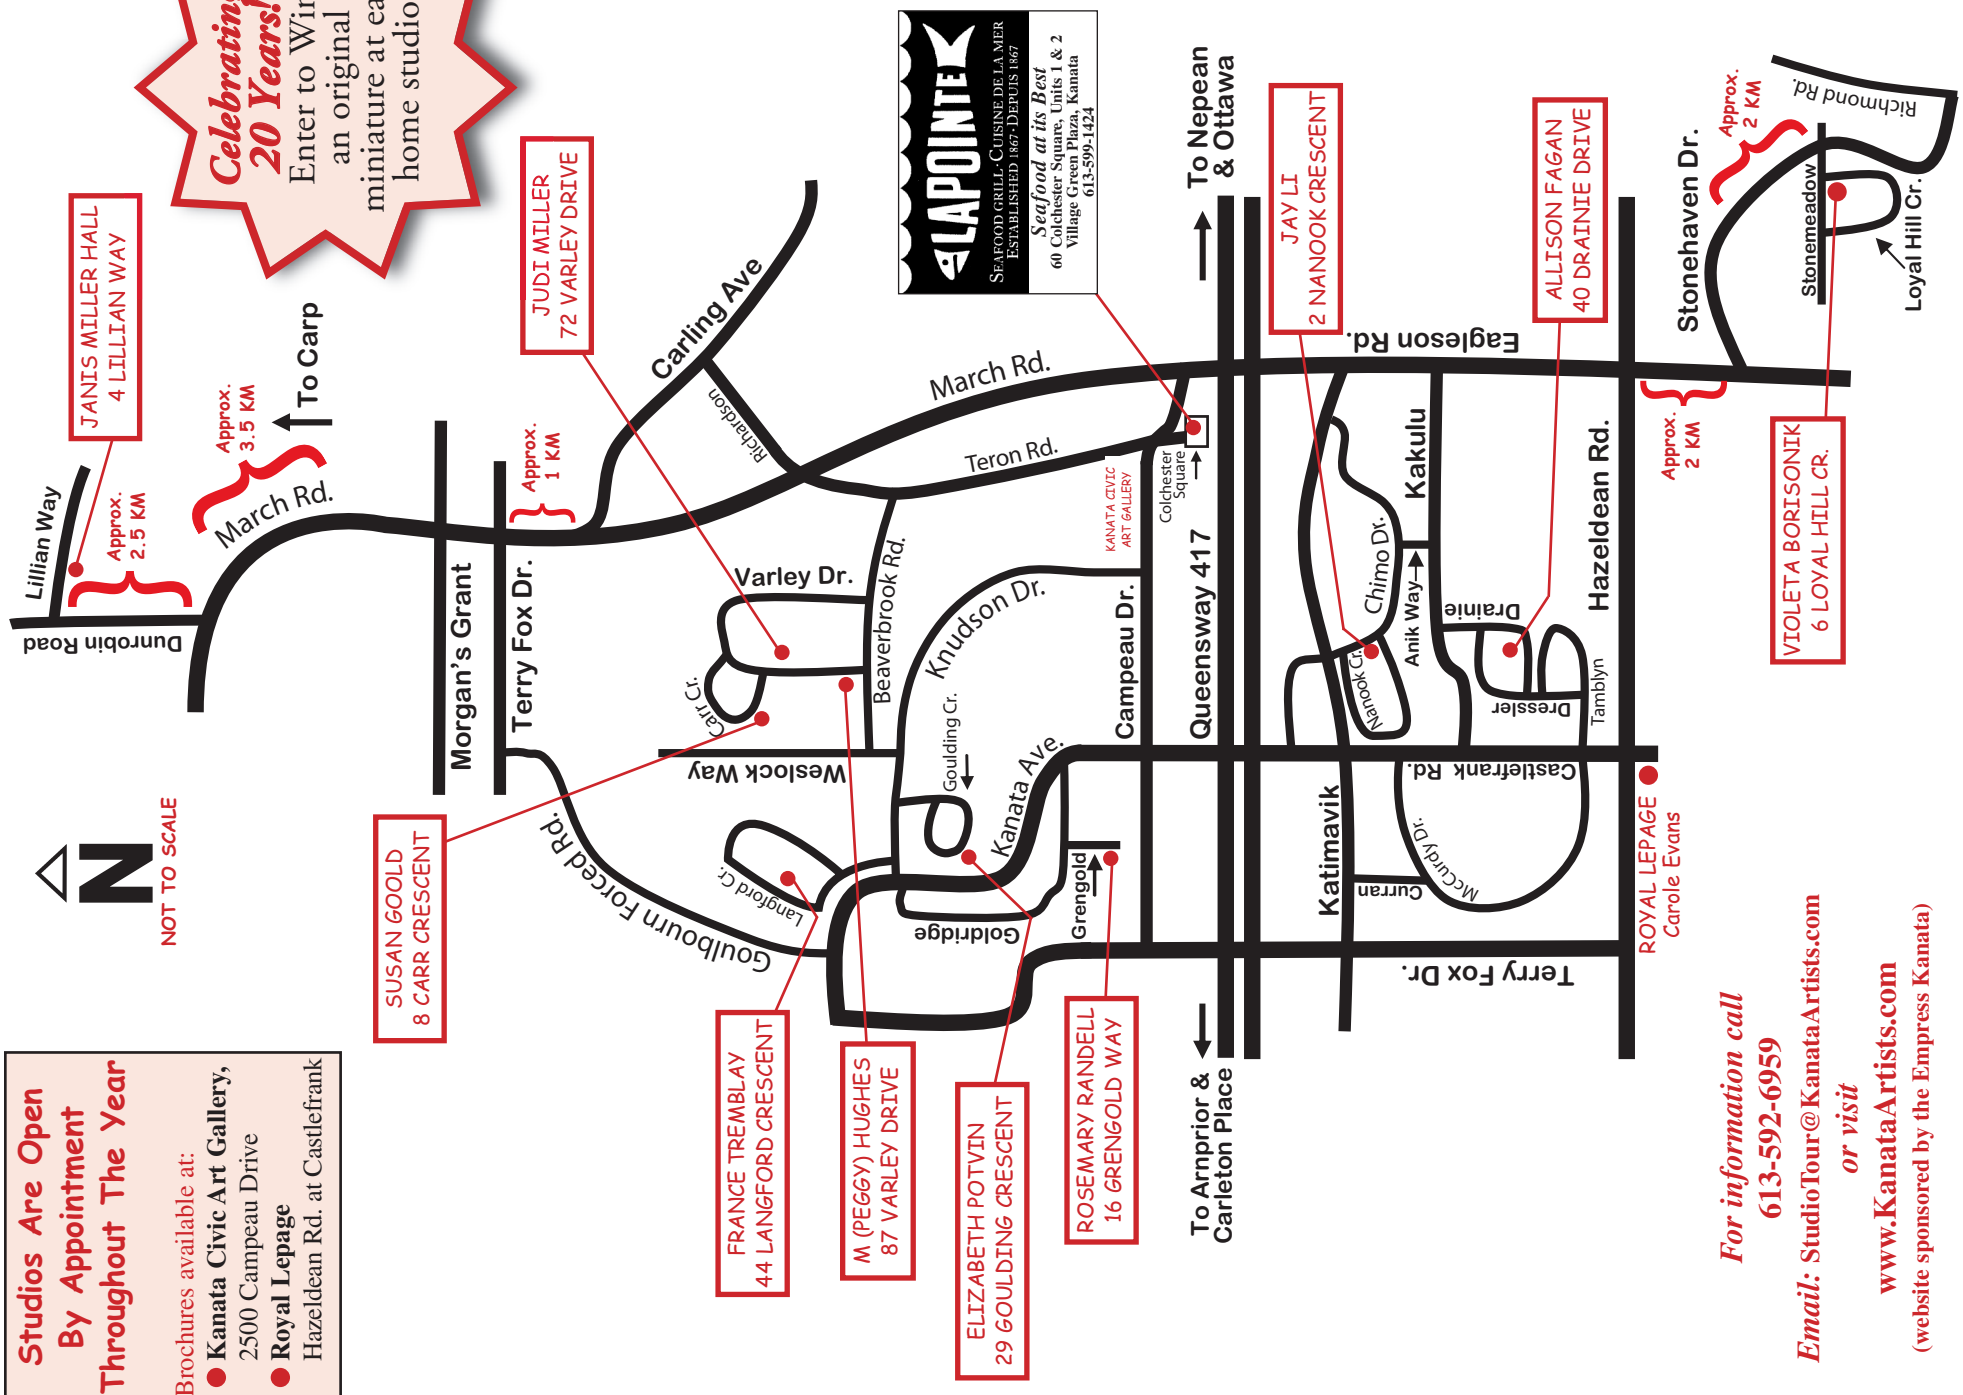 Studios Are Open
By Appointment
Throughout The Year
Brochures available at:
Kanata Civic Art Gallery,
2500 Campeau Drive
Royal Lepage
Hazeldean Rd. at Castlefrank
N
NOT TO SCALE
Celebrating
20 Years!
Enter to Win
an original
miniature at ea
home studio
JANIS MILLER HALL
4 LILLIAN WAY
Lillian Way
Approx.
2.5 KM
Dunrobin Road
Approx.
3.5 KM
To Carp
March Rd.
Morgan's Grant
Terry Fox Dr.
Approx.
1 KM
JUDI MILLER
72 VARLEY DRIVE
Carling Ave
Richardson
March Rd.
Teron Rd.
SUSAN GOOLD
8 CARR CRESCENT
Goulbourn Forced Rd.
Carr Cr.
Varley Dr.
Beaverbrook Rd.
Weslock Way
Langford Cr.
Knudson Dr.
Goulding Cr.
Kanata Ave.
Goldridge
Grengold
KANATA CIVIC
ART GALLERY
Colchester
Square
Campeau Dr.
Queensway 417
LAPOINTE
SEAFOOD GRILL·CUISINE DE LA MER
ESTABLISHED 1867·DEPUIS 1867
Seafood at its Best
60 Colchester Square, Units 1 & 2
Village Green Plaza, Kanata
613-599-1424
To Nepean
& Ottawa
FRANCE TREMBLAY
44 LANGFORD CRESCENT
M (PEGGY) HUGHES
87 VARLEY DRIVE
ELIZABETH POTVIN
29 GOULDING CRESCENT
ROSEMARY RANDELL
16 GRENGOLD WAY
To Arnprior &
Carleton Place
JAY LI
2 NANOOK CRESCENT
Eagleson Rd.
ALLISON FAGAN
40 DRAINIE DRIVE
Katimavik
Nanook Cr.
Chimo Dr.
Anik Way
Kakulu
Drainie
Dressler
Tamblyn
Castlefrank Rd.
McCurdy Dr.
Curran
Terry Fox Dr.
Hazeldean Rd.
ROYAL LEPAGE
Carole Evans
Approx.
2 KM
Stonehaven Dr.
Approx.
2 KM
Richmond Rd.
Stonemeadow
Loyal Hill Cr.
VIOLETA BORISONIK
6 LOYAL HILL CR.
For information call
613-592-6959
Email: StudioTour@KanataArtists.com
or visit
www.KanataArtists.com
(website sponsored by the Empress Kanata)